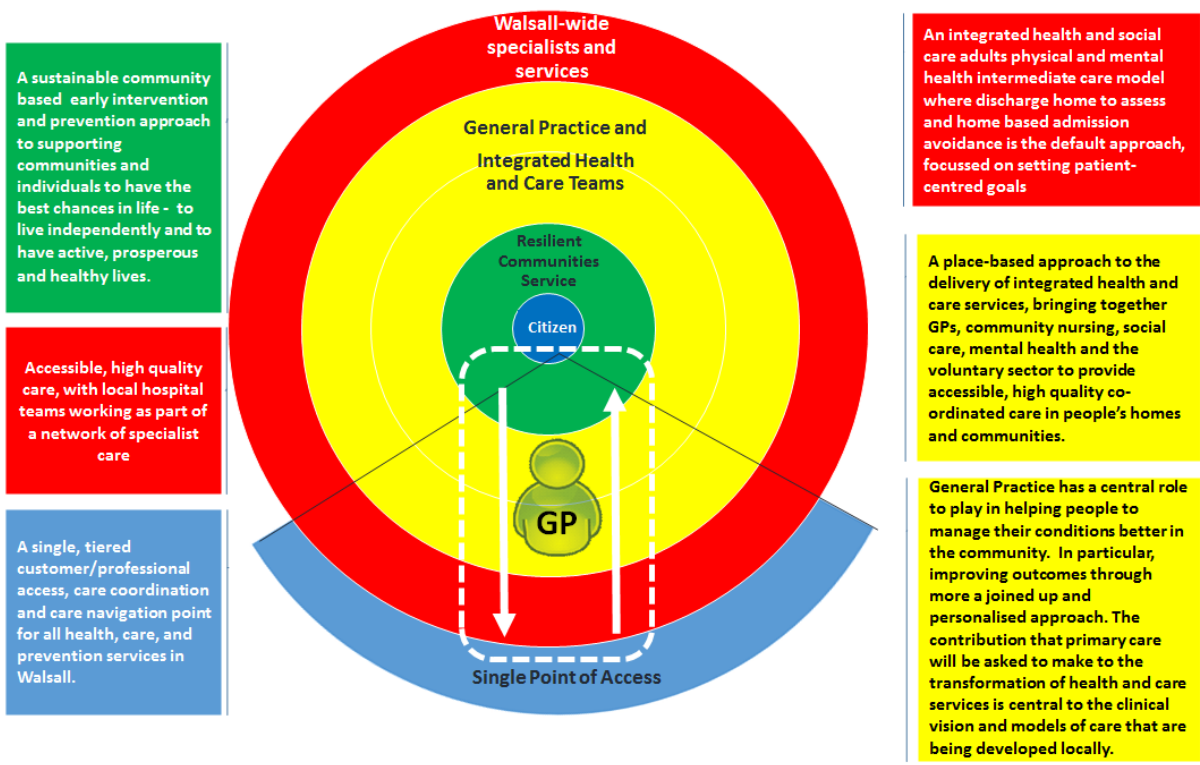 A sustainable community
based early intervention
and prevention approach
to supporting
communities and
individuals to have the
best chances in life - to
live independently and to
have active, prosperous
and healthy lives.
Accessible, high quality
care, with local hospital
teams working as part of
a network of specialist
care
A single, tiered
customer/professional
access, care coordination
and care navigation point
for all health, care, and
prevention services in
Walsall.
Walsall-wide
specialists and
services
General Practice and
Integrated Health
and Care Teams
Resilient
Communities
Service
Citizen
GP
Single Point of Access
An integrated health and social
care adults physical and mental
health intermediate care model
where discharge home to assess
and home based admission
avoidance is the default approach,
focussed on setting patient-
centred goals
A place-based approach to the
delivery of integrated health and
care services, bringing together
GPs, community nursing, social
care, mental health and the
voluntary sector to provide
accessible, high quality co-
ordinated care in people's homes
and communities.
General Practice has a central role
to play in helping people to
manage their conditions better in
the community. In particular,
improving outcomes through
more a joined up and
personalised approach. The
contribution that primary care
will be asked to make to the
transformation of health and care
services is central to the clinical
vision and models of care that are
being developed locally.